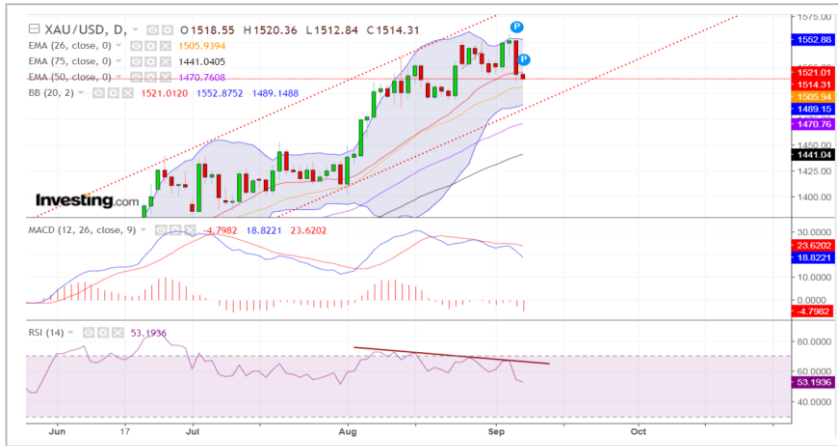 XAU/USD, D, O 1518.55 H 1520.36 L 1512.84 C 1514.31
EMA (26, close, 0) 1505.9394
EMA (75, close, 0) 1441.0405
EMA (50, close, 0) 1470.7608
BB (20, 2) 1521.0120 1552.8752 1489.1488
P
P
1575.00
1552.88
1521.01
1514.31
1505.94
1489.15
1470.76
1450.00
1441.04
1425.00
1400.00
Investing.com
MACD (12, 26, close, 9) -4.7982 18.8221 23.6202
30.0000
23.6202
18.8221
10.0000
0.0000
-4.7982
RSI (14) 53.1936
80.0000
60.0000
53.1936
40.0000
Jun 17 Jul Aug Sep Oct